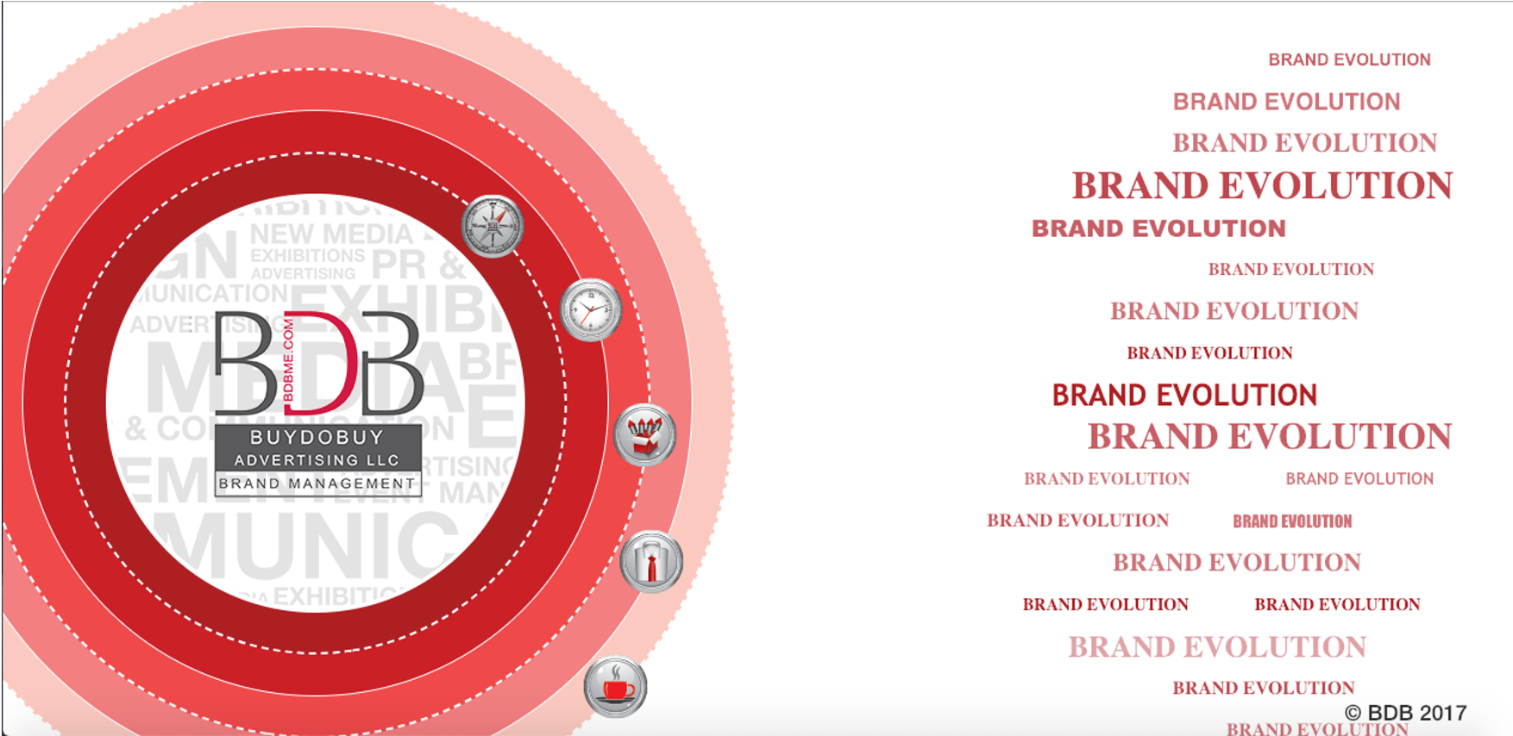 IBITIO
NEW MEDIA
GN
EXHIBITIONS
ADVERTISING
PR &
MUNICATION
EXHIBI
ADVERTISING
MEDIA
BDB
BDBME.COM
& COMMUNICATION
BUYDOBUY
ADVERTISING LLC
BRAND MANAGEMENT
EMENT
EVENT MAN
MUNIC
EXHIBITIO
BRAND EVOLUTION
BRAND EVOLUTION
BRAND EVOLUTION
BRAND EVOLUTION
BRAND EVOLUTION
BRAND EVOLUTION
BRAND EVOLUTION
BRAND EVOLUTION
BRAND EVOLUTION
BRAND EVOLUTION
BRAND EVOLUTION BRAND EVOLUTION
BRAND EVOLUTION BRAND EVOLUTION
BRAND EVOLUTION
BRAND EVOLUTION BRAND EVOLUTION
BRAND EVOLUTION
BRAND EVOLUTION
© BDB 2017
BRAND EVOLUTION